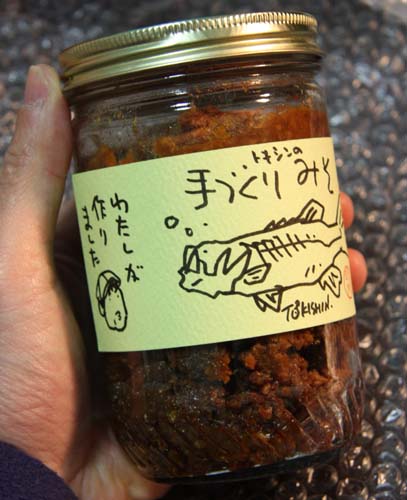 トキシンの
手づくりみそ
わたしが
作り
ました
TOKISHIN.